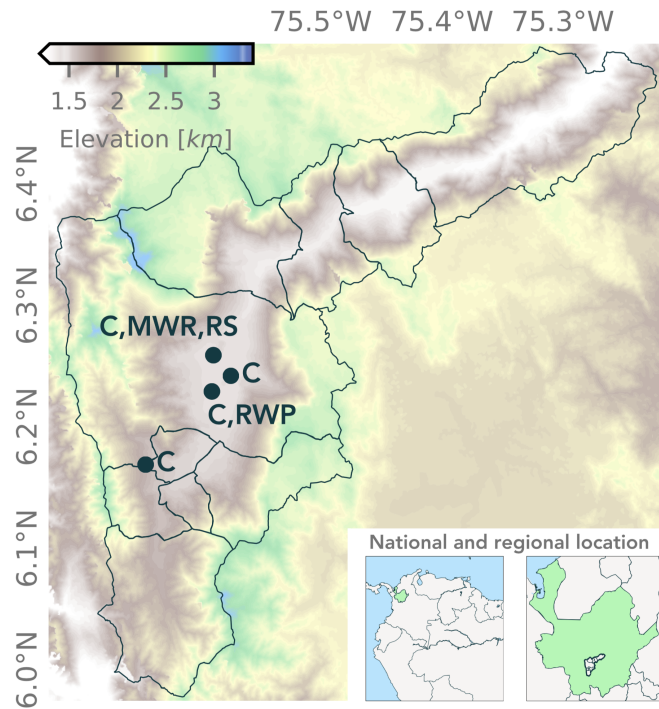 75.5°W 75.4°W 75.3°W
1.5 2 2.5 3
Elevation [km]
6.4°N
6.3°N
C,MWR,RS
C
C,RWP
6.2°N
C
6.1°N
National and regional location
6.0°N